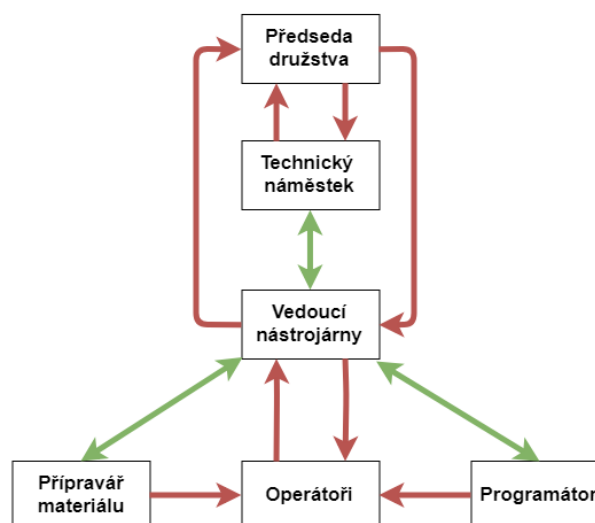 Předseda
družstva
Technický
náměstek
Vedoucí
nástrojárny
Přípravář
materiálu
Operátoři
Programátor